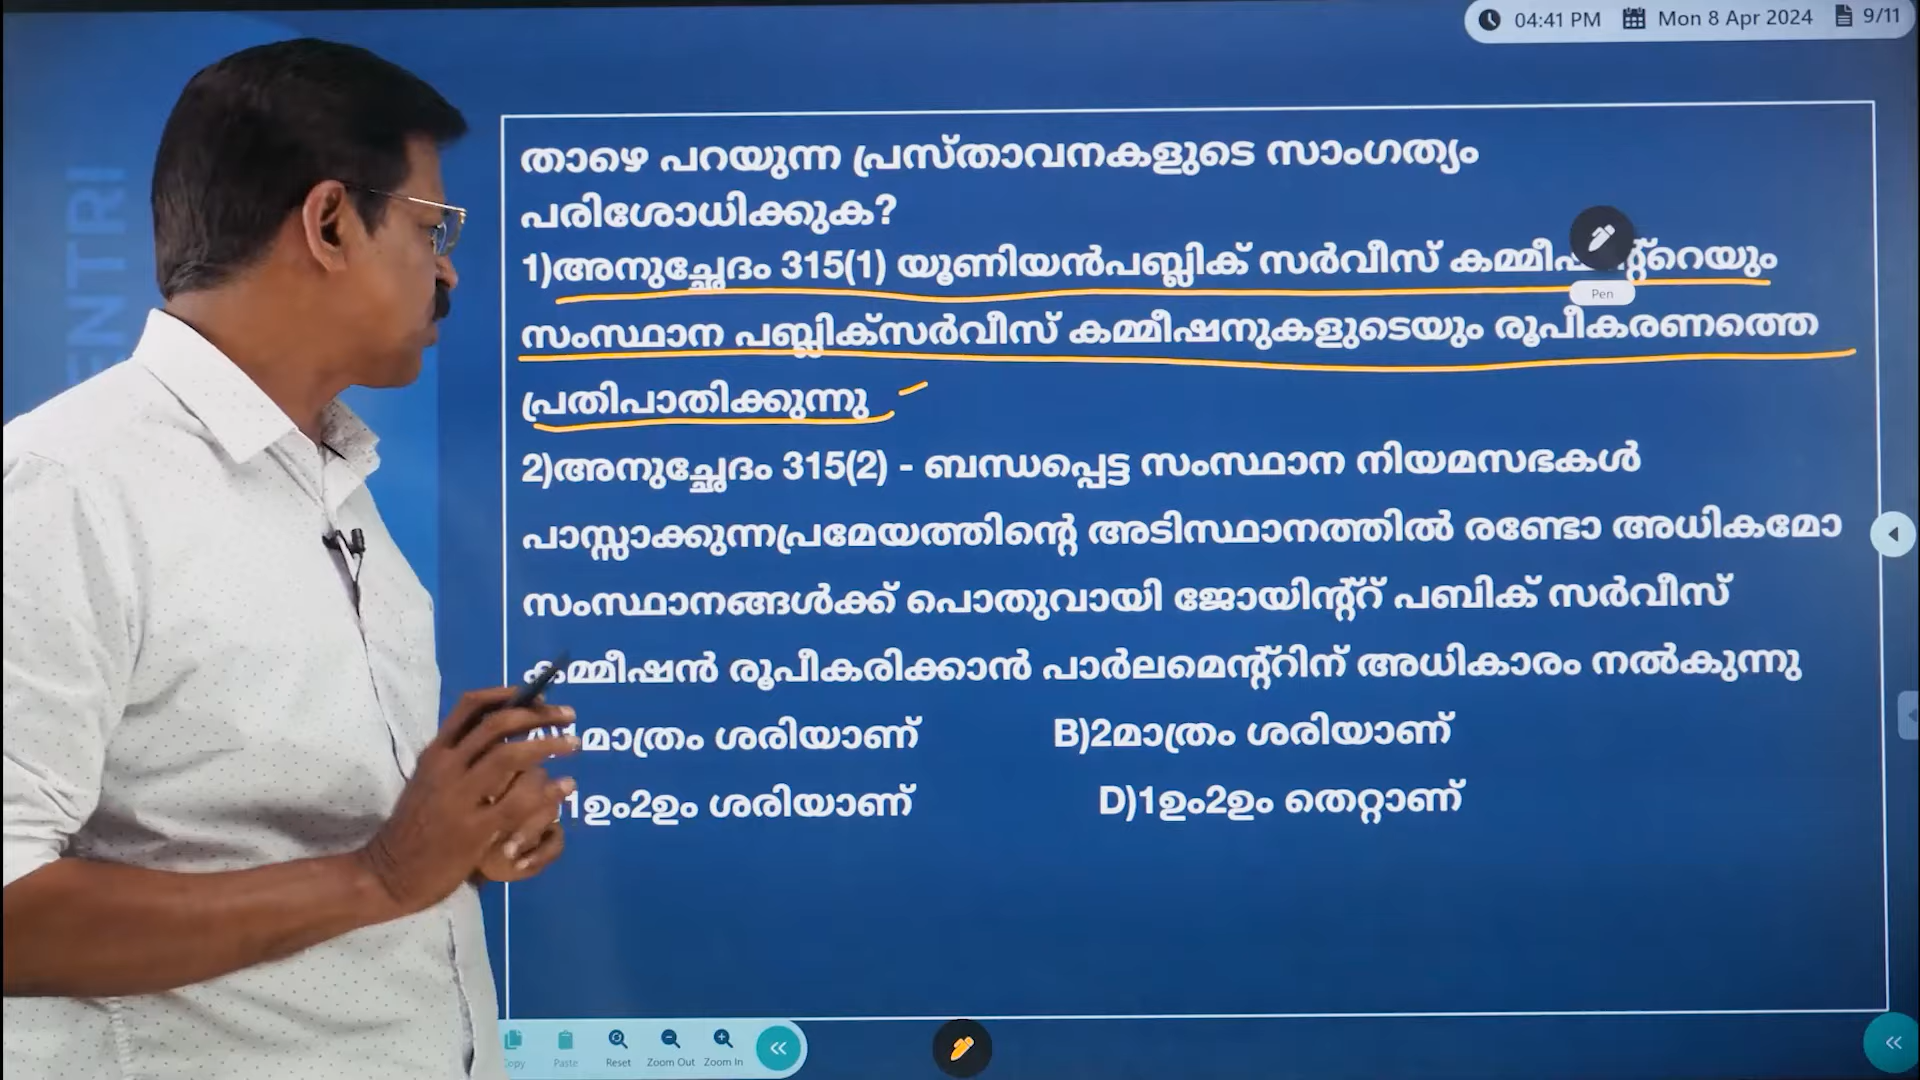 04:41 PM Mon 8 Apr 2024 9/11
ENTRI
താഴെ പറയുന്ന പ്രസ്താവനകളുടെ സാംഗത്യം
പരിശോധിക്കുക?
1)അനുച്ഛേദം 315(1) യൂണിയൻപബ്ലിക് സർവീസ്
Pen
സംസ്ഥാന പബ്ലിക്സർവീസ് കമ്മീഷനുകളുടെയും രൂപീകരണത്തെ
പ്രതിപാതിക്കുന്നു
2)അനുച്ഛേദം 315(2) - ബന്ധപ്പെട്ട സംസ്ഥാന നിയമസഭകൾ
പാസ്സാക്കുന്നപ്രമേയത്തിന്റെ അടിസ്ഥാനത്തിൽ രണ്ടോ അധികമോ
സംസ്ഥാനങ്ങൾക്ക് പൊതുവായി ജോയിന്റ്റ് പബിക് സർവീസ്
കമ്മീഷൻ രൂപീകരിക്കാൻ പാർലമെന്റ്റിന് അധികാരം നൽകുന്നു
1മാത്രം ശരിയാണ് B)2മാത്രം ശരിയാണ്
1ഉം2ഉം ശരിയാണ് D)1ഉം2ഉം തെറ്റാണ്
Copy Paste Reset Zoom Out Zoom In